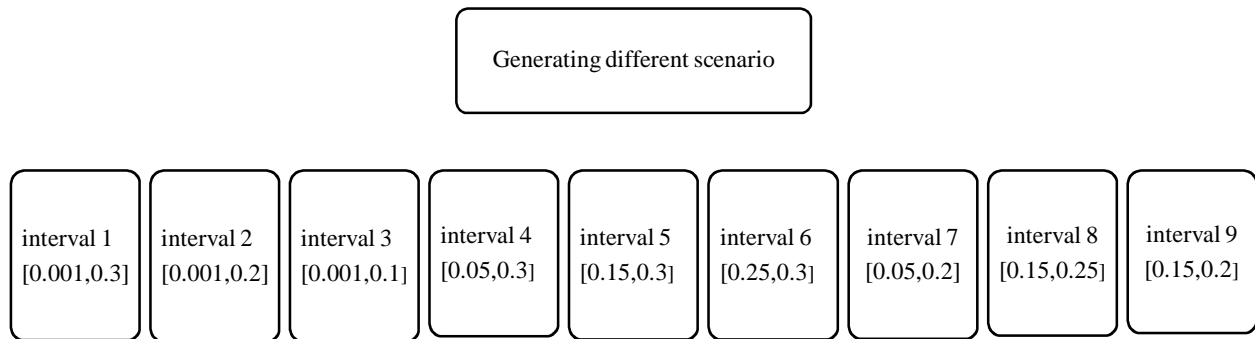 Generating different scenario
interval 1
[0.001,0.3]
interval 2
[0.001,0.2]
interval 3
[0.001,0.1]
interval 4
[0.05,0.3]
interval 5
[0.15,0.3]
interval 6
[0.25,0.3]
interval 7
[0.05,0.2]
interval 8
[0.15,0.25]
interval 9
[0.15,0.2]